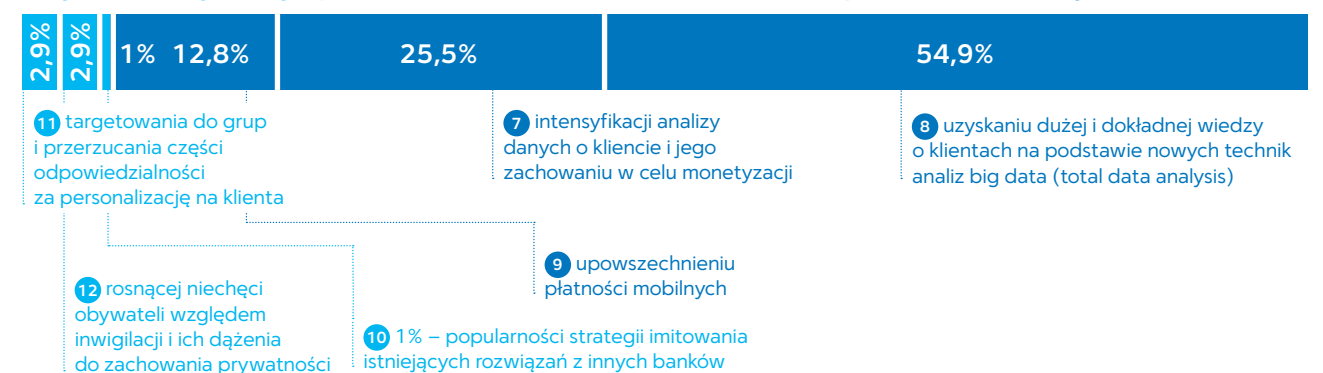 2,9%
2,9%
1%
12,8%
25,5%
54,9%
11 targetowania do grup
i przerzucania części
odpowiedzialności
za personalizację na klienta
7 intensyfikacji analizy
danych o kliencie i jego
zachowaniu w celu monetyzacji
8 uzyskaniu dużej i dokładnej wiedzy
o klientach na podstawie nowych technik
analiz big data (total data analysis)
9 upowszechnieniu
płatności mobilnych
12 rosnącej niechęci
obywateli względem
inwigilacji i ich dążenia
do zachowania prywatności
10 1% – popularności strategii imitowania
istniejących rozwiązań z innych banków